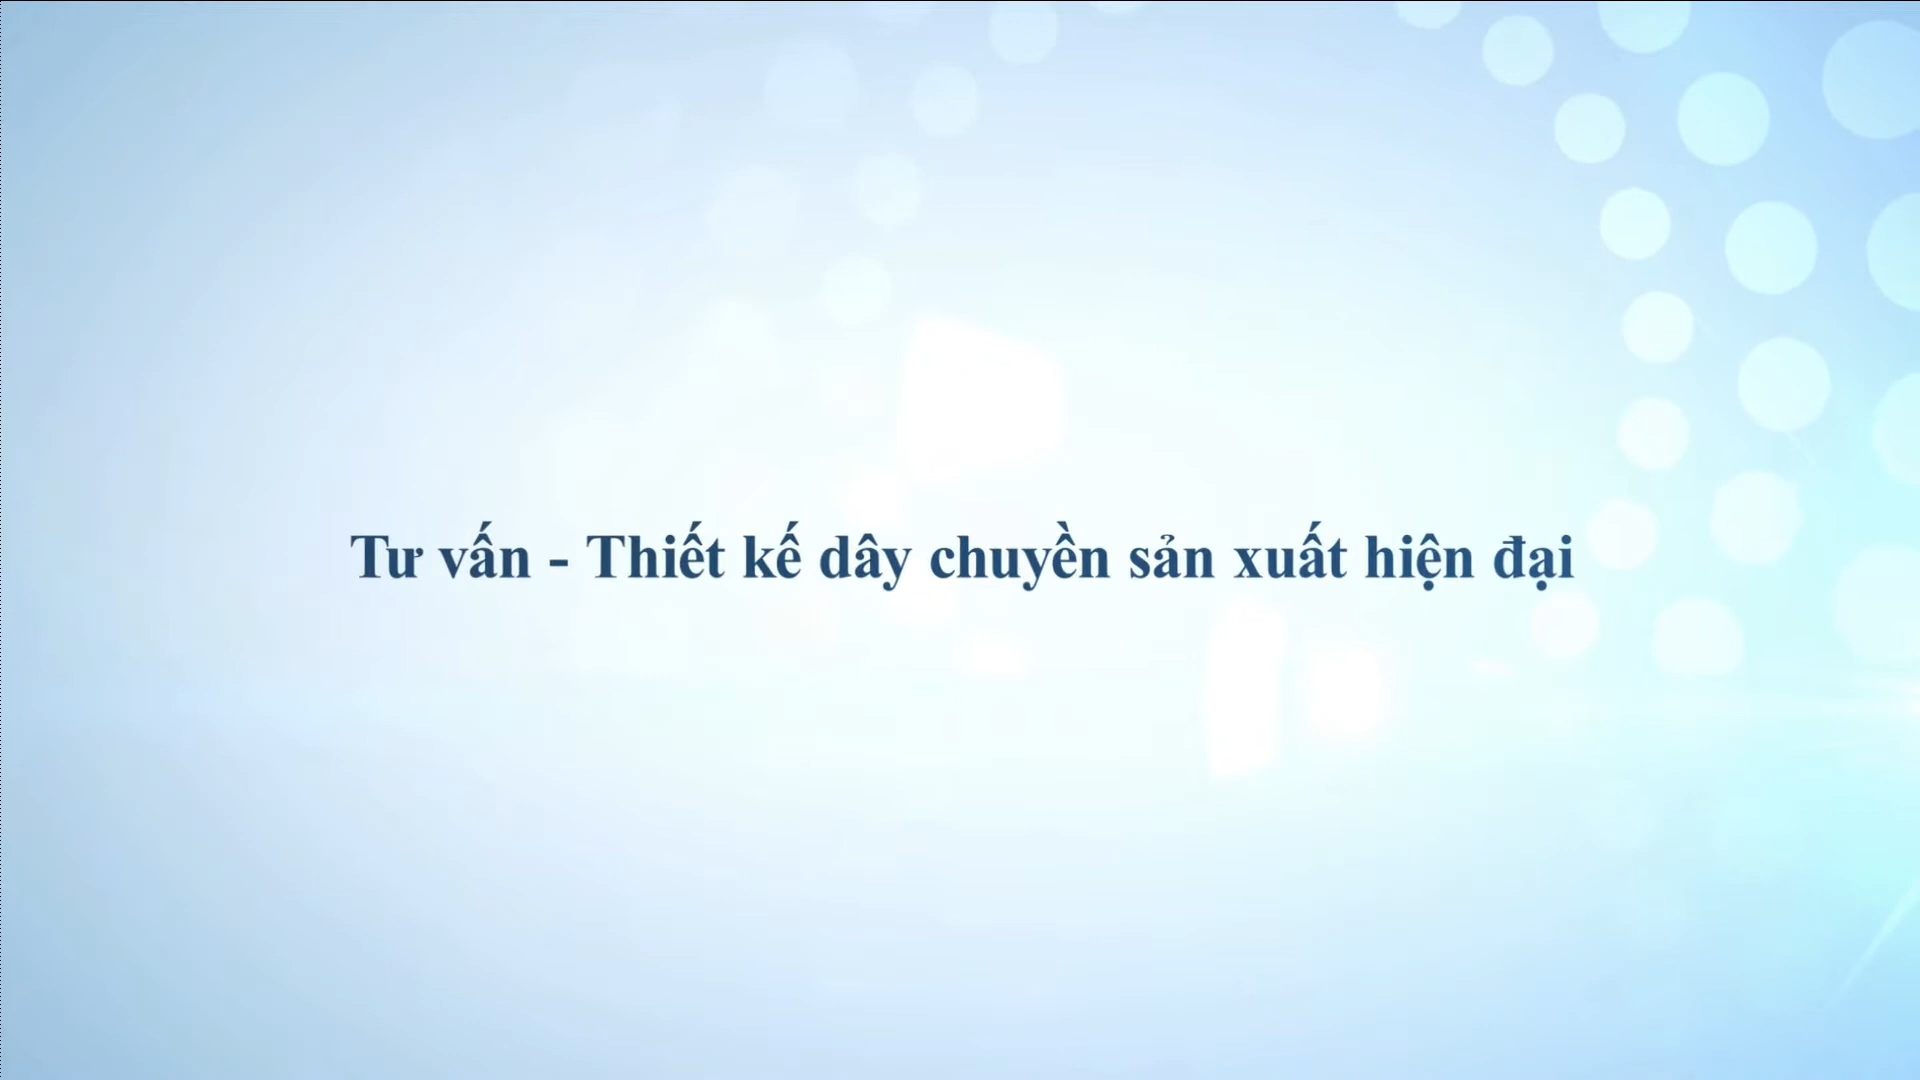 Tư vấn - Thiết kế dây chuyền sản xuất hiện đại